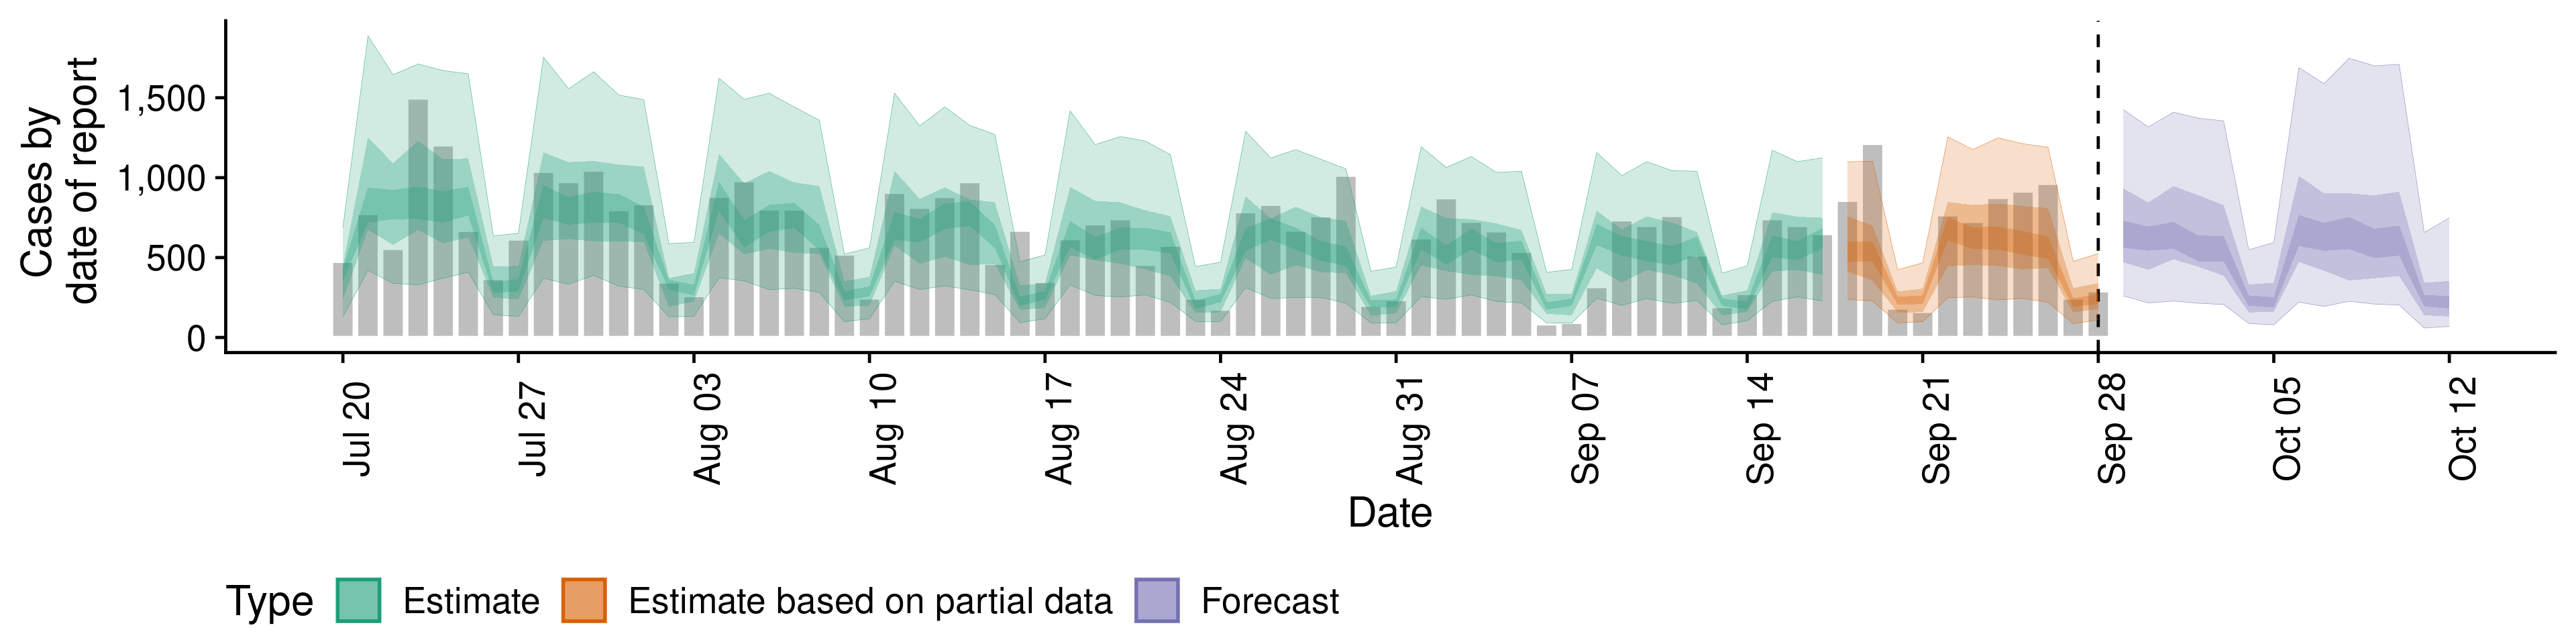 Cases by
date of report
1,500
1,000
500
0
Jul 20
Jul 27
Aug 03
Aug 10
Aug 17
Aug 24
Aug 31
Sep 07
Sep 14
Sep 21
Sep 28
Oct 05
Oct 12
Date
Type Estimate Estimate based on partial data Forecast